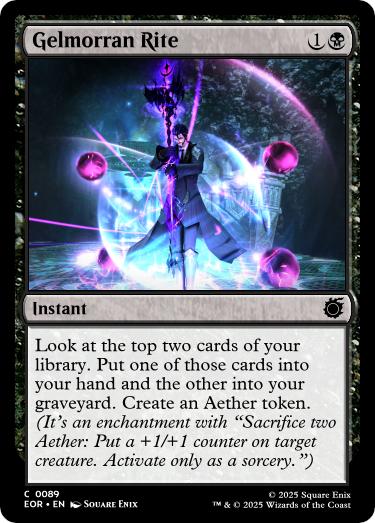 Gelmorran Rite 1
Instant
Look at the top two cards of your
library. Put one of those cards into
your hand and the other into your
graveyard. Create an Aether token.
(It's an enchantment with “Sacrifice two
Aether: Put a +1/+1 counter on target
creature. Activate only as a sorcery.”)
C 0089
EOR • EN Square Enix
© 2025 Square Enix
™ & © 2025 Wizards of the Coast